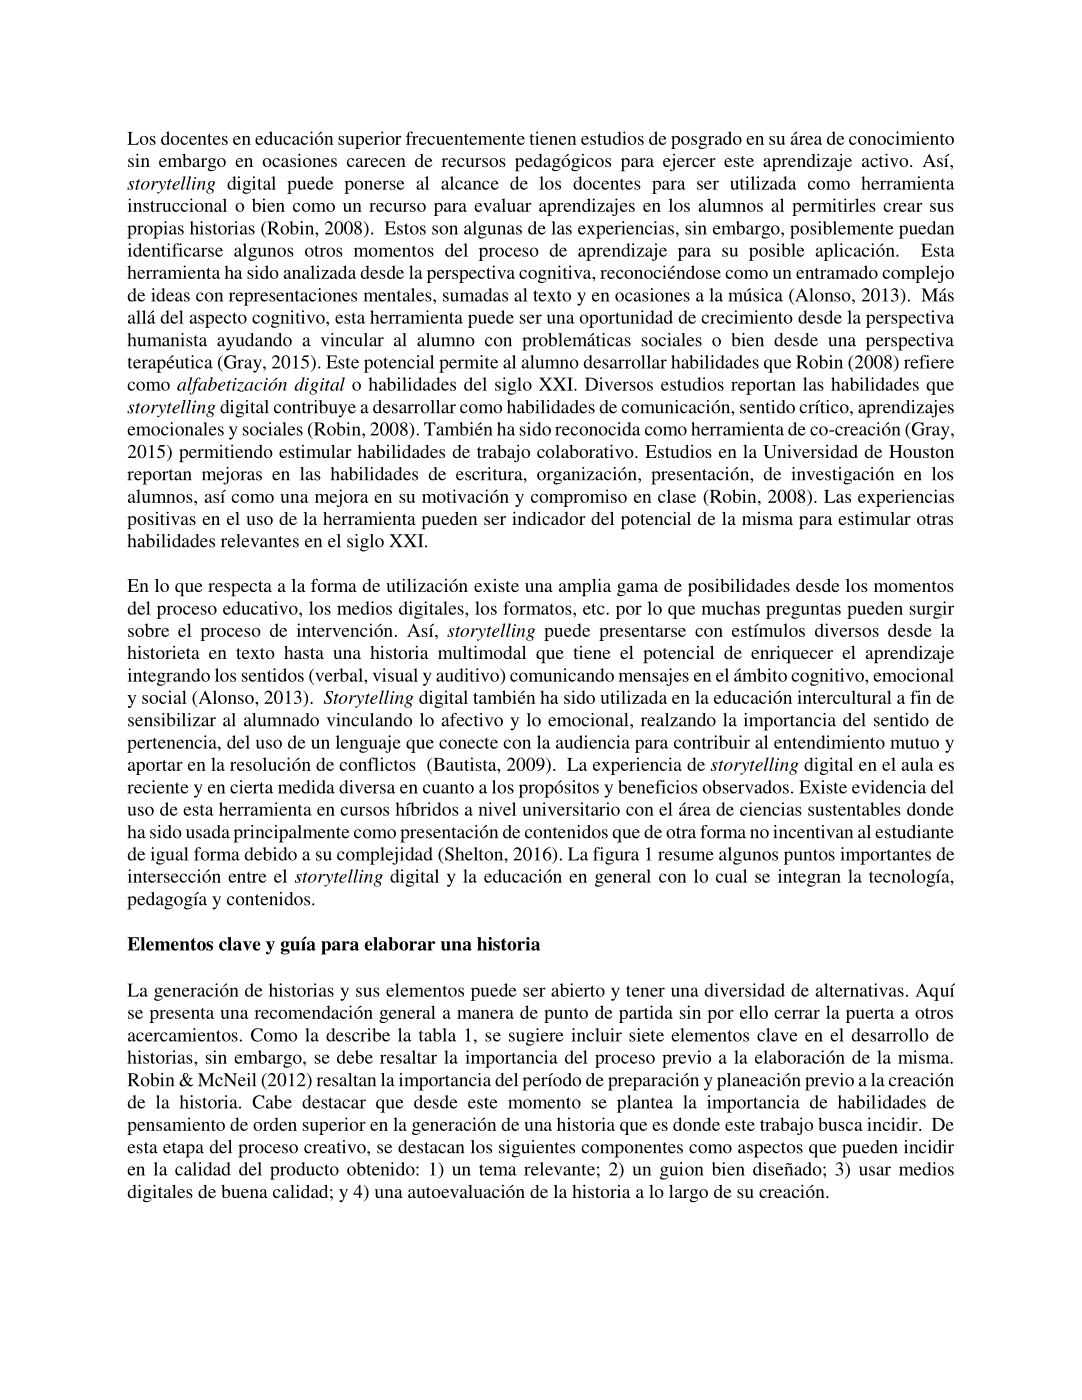 Los docentes en educación superior frecuentemente tienen estudios de posgrado en su área de conocimiento
sin embargo en ocasiones carecen de recursos pedagógicos para ejercer este aprendizaje activo. Así,
storytelling digital puede ponerse al alcance de los docentes para ser utilizada como herramienta
instruccional o bien como un recurso para evaluar aprendizajes en los alumnos al permitirles crear sus
propias historias (Robin, 2008).  Estos son algunas de las experiencias, sin embargo, posiblemente puedan
identificarse algunos otros momentos del proceso de aprendizaje para su posible aplicación.  Esta
herramienta ha sido analizada desde la perspectiva cognitiva, reconociéndose como un entramado complejo
de ideas con representaciones mentales, sumadas al texto y en ocasiones a la música (Alonso, 2013).  Más
allá del aspecto cognitivo, esta herramienta puede ser una oportunidad de crecimiento desde la perspectiva
humanista ayudando a vincular al alumno con problemáticas sociales o bien desde una perspectiva
terapéutica (Gray, 2015). Este potencial permite al alumno desarrollar habilidades que Robin (2008) refiere
como alfabetización digital o habilidades del siglo XXI. Diversos estudios reportan las habilidades que
storytelling digital contribuye a desarrollar como habilidades de comunicación, sentido crítico, aprendizajes
emocionales y sociales (Robin, 2008). También ha sido reconocida como herramienta de co-creación (Gray,
2015) permitiendo estimular habilidades de trabajo colaborativo. Estudios en la Universidad de Houston
reportan mejoras en las habilidades de escritura, organización, presentación, de investigación en los
alumnos, así como una mejora en su motivación y compromiso en clase (Robin, 2008). Las experiencias
positivas en el uso de la herramienta pueden ser indicador del potencial de la misma para estimular otras
habilidades relevantes en el siglo XXI.
En lo que respecta a la forma de utilización existe una amplia gama de posibilidades desde los momentos
del proceso educativo, los medios digitales, los formatos, etc. por lo que muchas preguntas pueden surgir
sobre el proceso de intervención. Así, storytelling puede presentarse con estímulos diversos desde la
historieta en texto hasta una historia multimodal que tiene el potencial de enriquecer el aprendizaje
integrando los sentidos (verbal, visual y auditivo) comunicando mensajes en el ámbito cognitivo, emocional
y social (Alonso, 2013).  Storytelling digital también ha sido utilizada en la educación intercultural a fin de
sensibilizar al alumnado vinculando lo afectivo y lo emocional, realzando la importancia del sentido de
pertenencia, del uso de un lenguaje que conecte con la audiencia para contribuir al entendimiento mutuo y
aportar en la resolución de conflictos  (Bautista, 2009).  La experiencia de storytelling digital en el aula es
reciente y en cierta medida diversa en cuanto a los propósitos y beneficios observados. Existe evidencia del
uso de esta herramienta en cursos híbridos a nivel universitario con el área de ciencias sustentables donde
ha sido usada principalmente como presentación de contenidos que de otra forma no incentivan al estudiante
de igual forma debido a su complejidad (Shelton, 2016). La figura 1 resume algunos puntos importantes de
intersección entre el storytelling digital y la educación en general con lo cual se integran la tecnología,
pedagogía y contenidos.
Elementos clave y guía para elaborar una historia
La generación de historias y sus elementos puede ser abierto y tener una diversidad de alternativas. Aquí
se presenta una recomendación general a manera de punto de partida sin por ello cerrar la puerta a otros
acercamientos. Como la describe la tabla 1, se sugiere incluir siete elementos clave en el desarrollo de
historias, sin embargo, se debe resaltar la importancia del proceso previo a la elaboración de la misma.
Robin & McNeil (2012) resaltan la importancia del período de preparación y planeación previo a la creación
de la historia. Cabe destacar que desde este momento se plantea la importancia de habilidades de
pensamiento de orden superior en la generación de una historia que es donde este trabajo busca incidir.  De
esta etapa del proceso creativo, se destacan los siguientes componentes como aspectos que pueden incidir
en la calidad del producto obtenido: 1) un tema relevante; 2) un guion bien diseñado; 3) usar medios
digitales de buena calidad; y 4) una autoevaluación de la historia a lo largo de su creación.